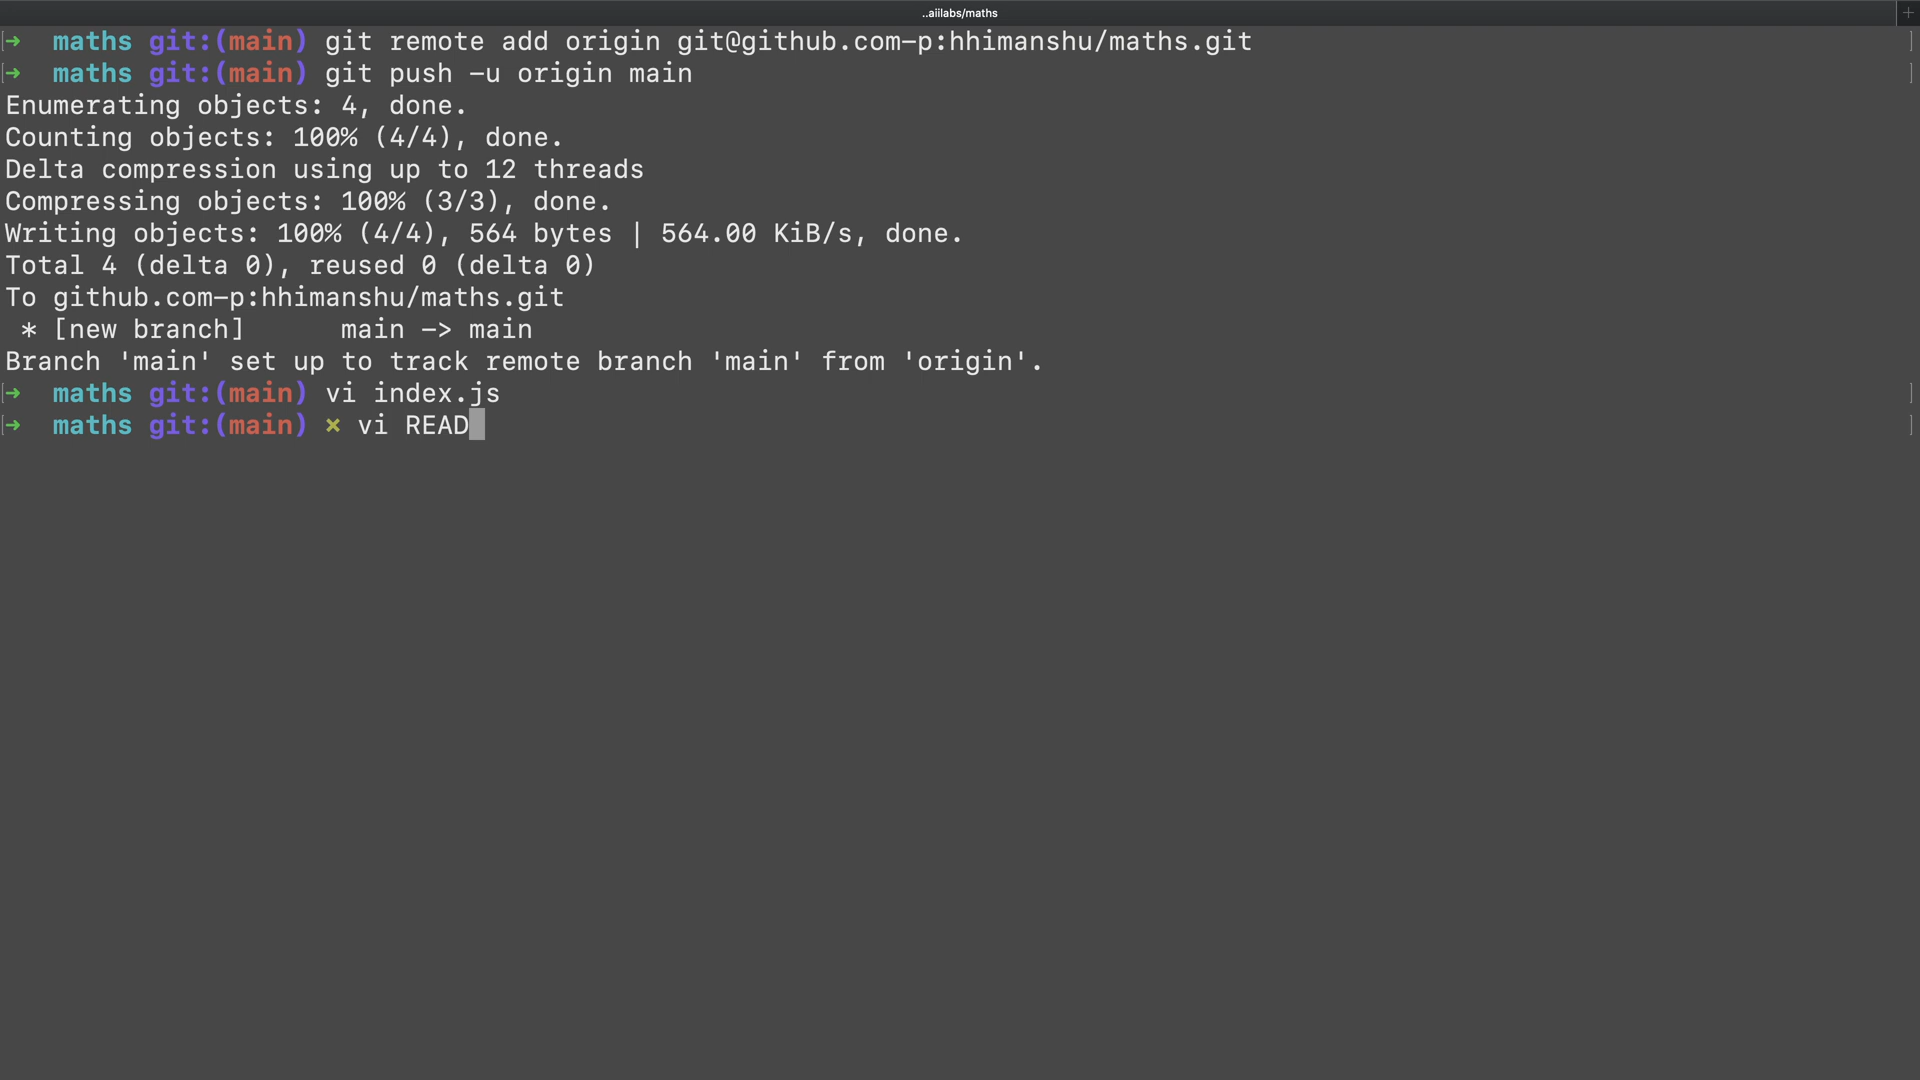 ..aiilabs/maths
→ maths git:(main) git remote add origin git@github.com-p:hhimanshu/maths.git
→ maths git:(main) git push -u origin main
Enumerating objects: 4, done.
Counting objects: 100% (4/4), done.
Delta compression using up to 12 threads
Compressing objects: 100% (3/3), done.
Writing objects: 100% (4/4), 564 bytes | 564.00 KiB/s, done.
Total 4 (delta 0), reused 0 (delta 0)
To github.com-p:hhimanshu/maths.git
 * [new branch]      main -> main
Branch 'main' set up to track remote branch 'main' from 'origin'.
→ maths git:(main) vi index.js
→ maths git:(main) × vi READ